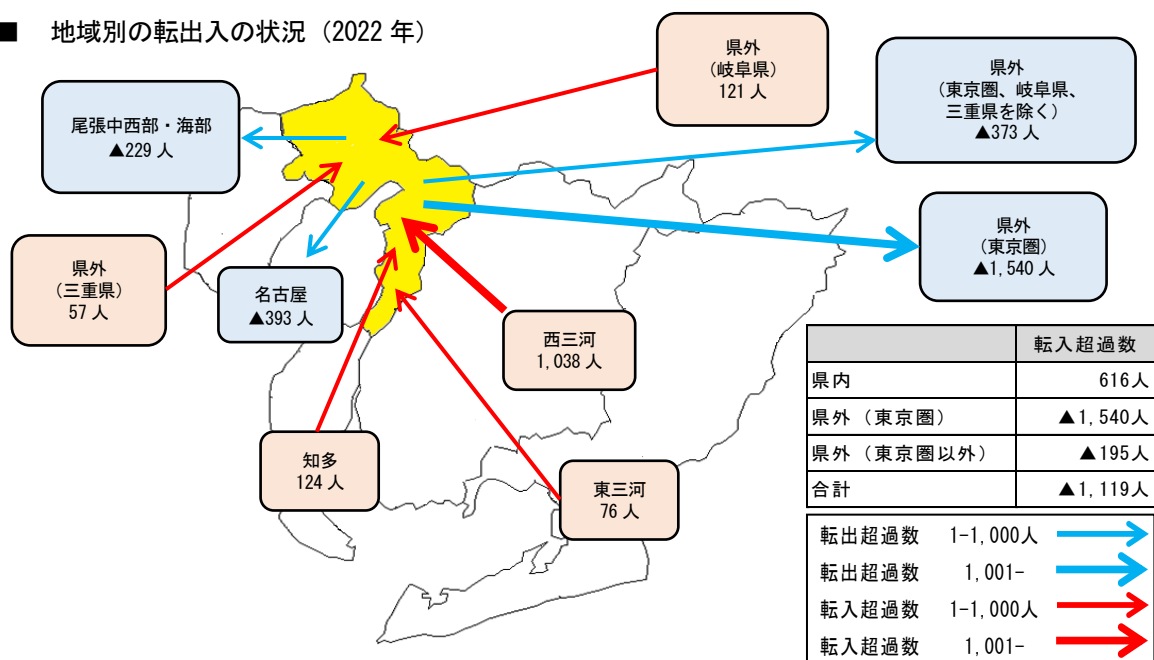 ■ 地域別の転出入の状況（2022 年）
県外
（岐阜県）
121 人
県外
（東京圏、岐阜県、
三重県を除く）
▲373 人
尾張中西部・海部
▲229 人
県外
（東京圏）
▲1,540 人
県外
（三重県）
57 人
名古屋
▲393 人
西三河
1,038 人
知多
124 人
東三河
76 人
転入超過数
県内 616人
県外（東京圏） ▲1,540人
県外（東京圏以外） ▲195人
合計 ▲1,119人
転出超過数 1-1,000人
転出超過数 1,001-
転入超過数 1-1,000人
転入超過数 1,001-